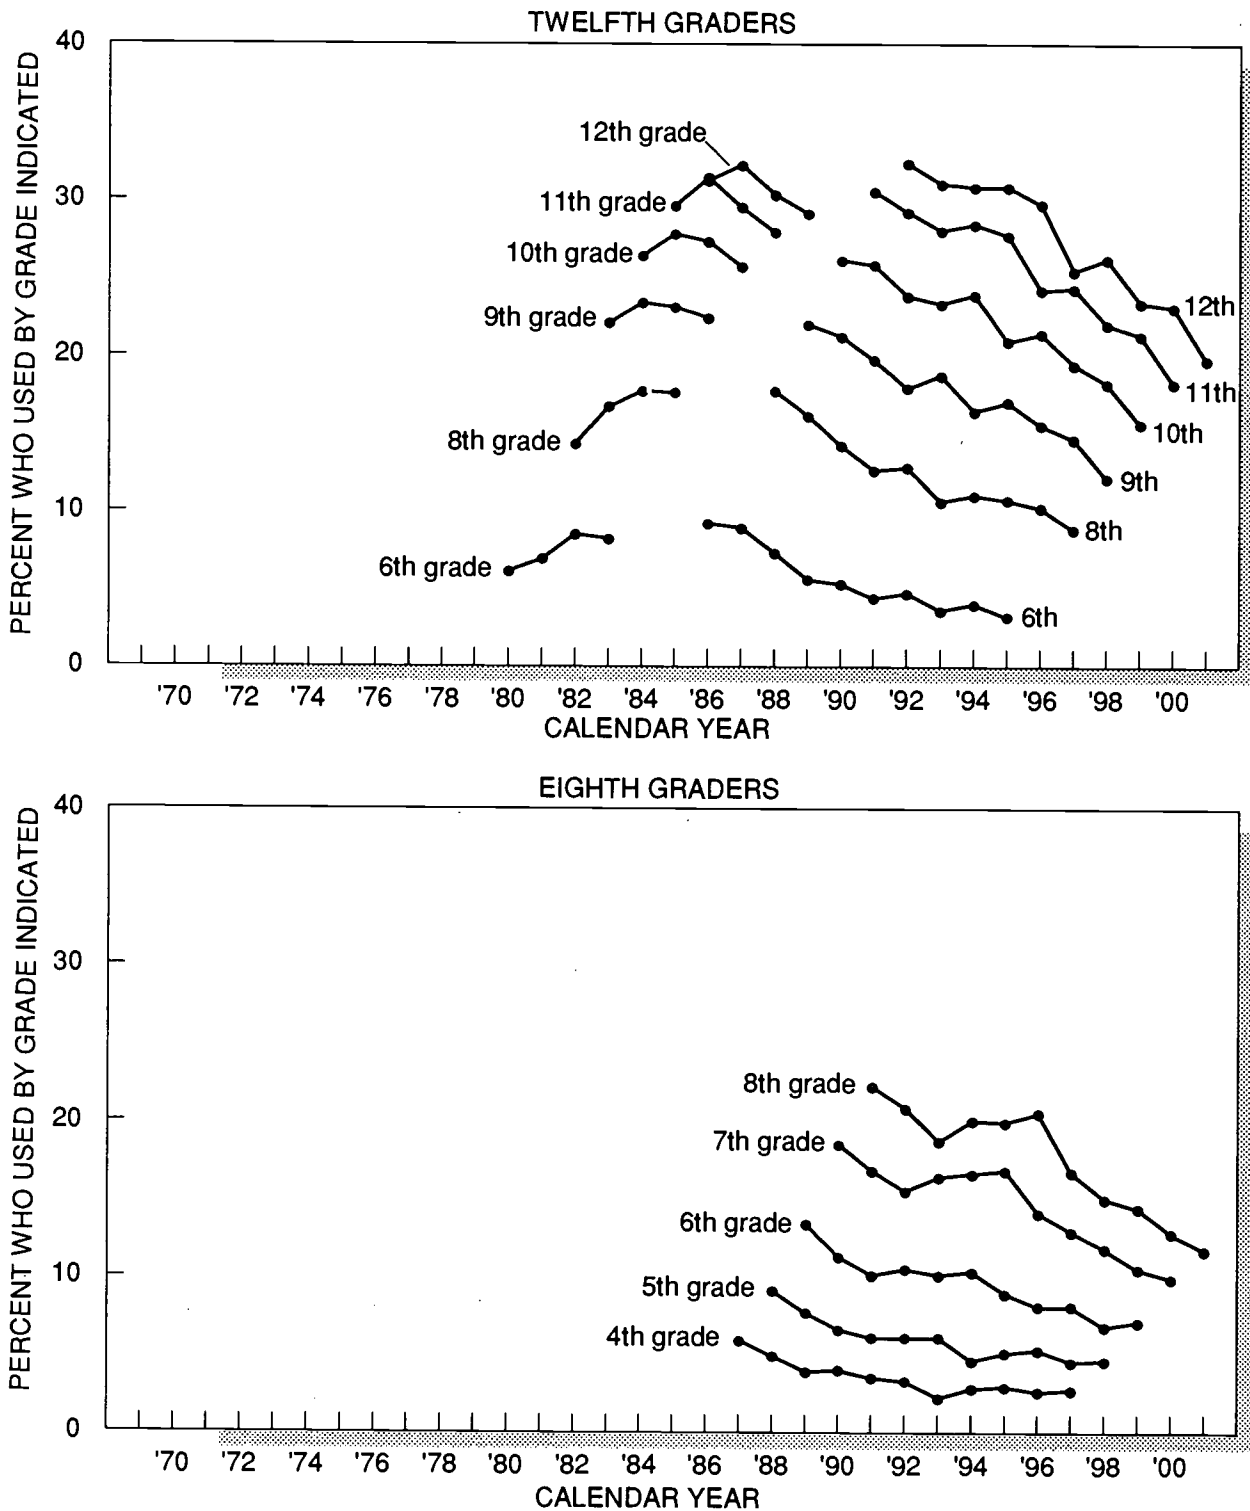 TWELFTH GRADERS
PERCENT WHO USED BY GRADE INDICATED
40
30
20
10
0
12th grade
11th grade
10th grade
9th grade
8th grade
6th grade
12th
11th
10th
9th
8th
6th
'70 '72 '74 '76 '78 '80 '82 '84 '86 '88 '90 '92 '94 '96 '98 '00
CALENDAR YEAR
EIGHTH GRADERS
PERCENT WHO USED BY GRADE INDICATED
40
30
20
10
0
8th grade
7th grade
6th grade
5th grade
4th grade
'70 '72 '74 '76 '78 '80 '82 '84 '86 '88 '90 '92 '94 '96 '98 '00
CALENDAR YEAR